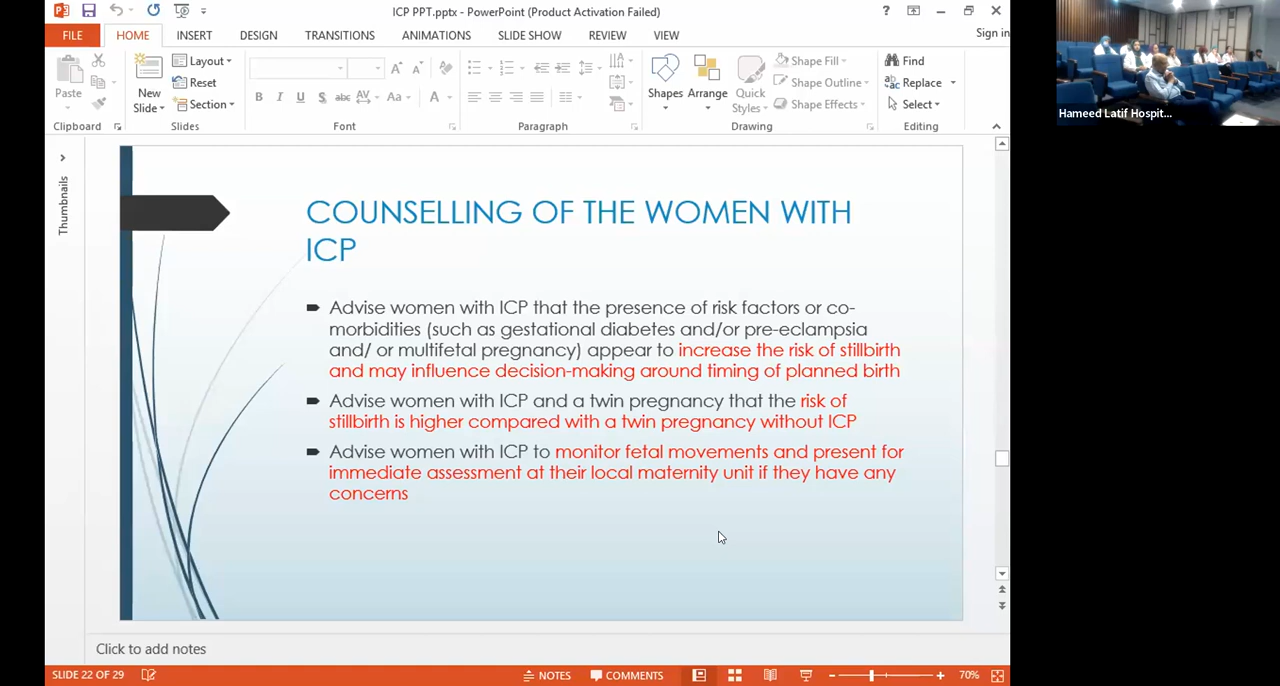 ICP PPT.pptx - PowerPoint (Product Activation Failed)
?
FILE HOME INSERT DESIGN TRANSITIONS ANIMATIONS SLIDE SHOW REVIEW VIEW Sign in
Paste
New
Slide
Layout
Reset
Section
B I U S abc AV Aa A
Shapes Arrange Quick
Styles
Shape Fill
Shape Outline
Shape Effects
Find
Replace
Select
Clipboard Slides Font Paragraph Drawing Editing
Hameed Latif Hospit...
Thumbnails
COUNSELLING OF THE WOMEN WITH
ICP
Advise women with ICP that the presence of risk factors or co-
morbidities (such as gestational diabetes and/or pre-eclampsia
and/ or multifetal pregnancy) appear to increase the risk of stillbirth
and may influence decision-making around timing of planned birth
Advise women with ICP and a twin pregnancy that the risk of
stillbirth is higher compared with a twin pregnancy without ICP
Advise women with ICP to monitor fetal movements and present for
immediate assessment at their local maternity unit if they have any
concerns
Click to add notes
SLIDE 22 OF 29 NOTES COMMENTS 70%